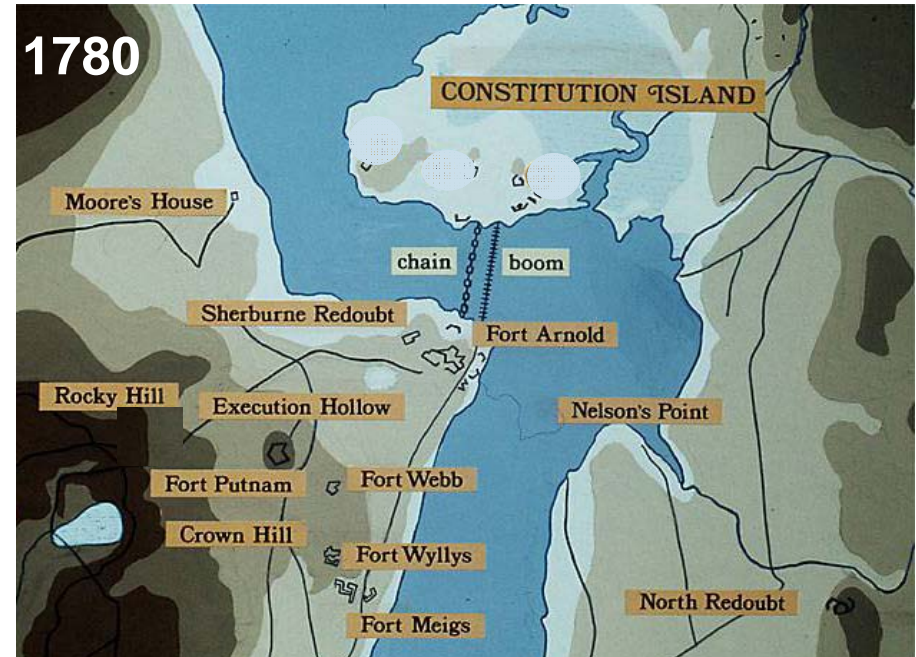 1780
CONSTITUTION ISLAND
Moore's House
chain
boom
Sherburne Redoubt
Fort Arnold
Rocky Hill
Execution Hollow
Nelson's Point
Fort Putnam
Fort Webb
Crown Hill
Fort Wyllys
North Redoubt
Fort Meigs